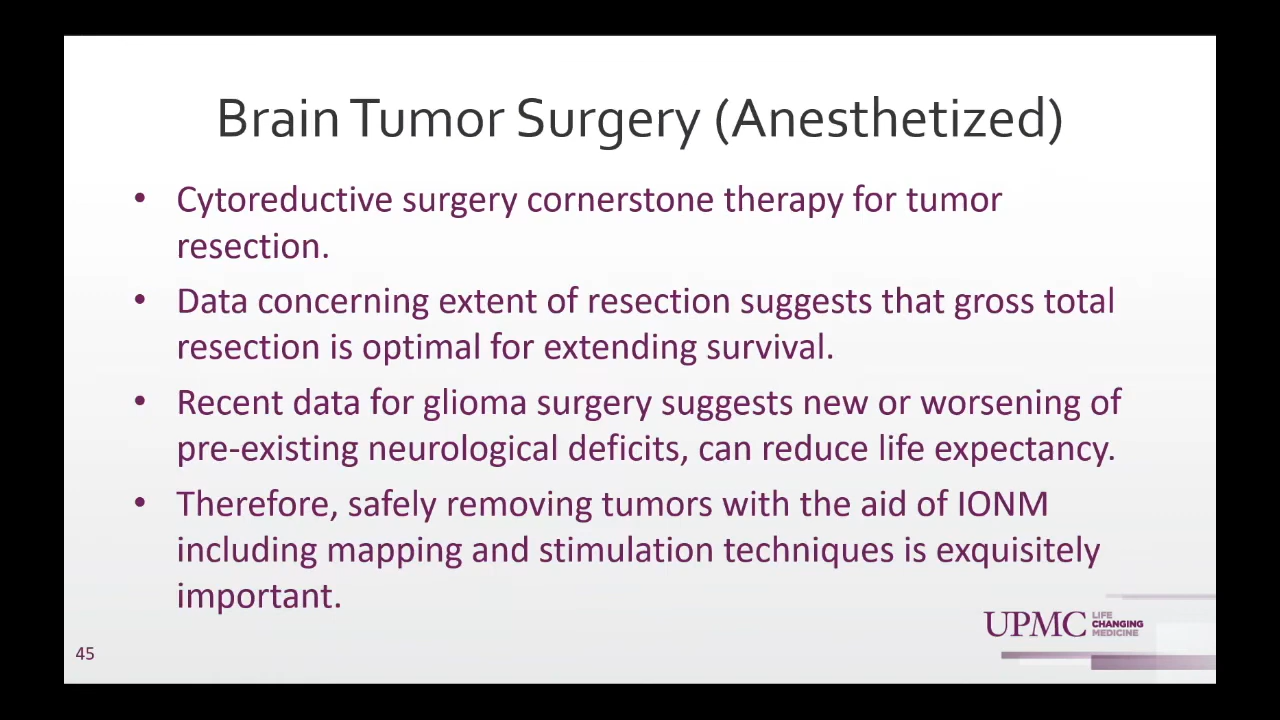 Brain Tumor Surgery (Anesthetized)
• Cytoreductive surgery cornerstone therapy for tumor
resection.
• Data concerning extent of resection suggests that gross total
resection is optimal for extending survival.
• Recent data for glioma surgery suggests new or worsening of
pre-existing neurological deficits, can reduce life expectancy.
• Therefore, safely removing tumors with the aid of IONM
including mapping and stimulation techniques is exquisitely
important.
UPMC LIFE
CHANGING
MEDICINE
45